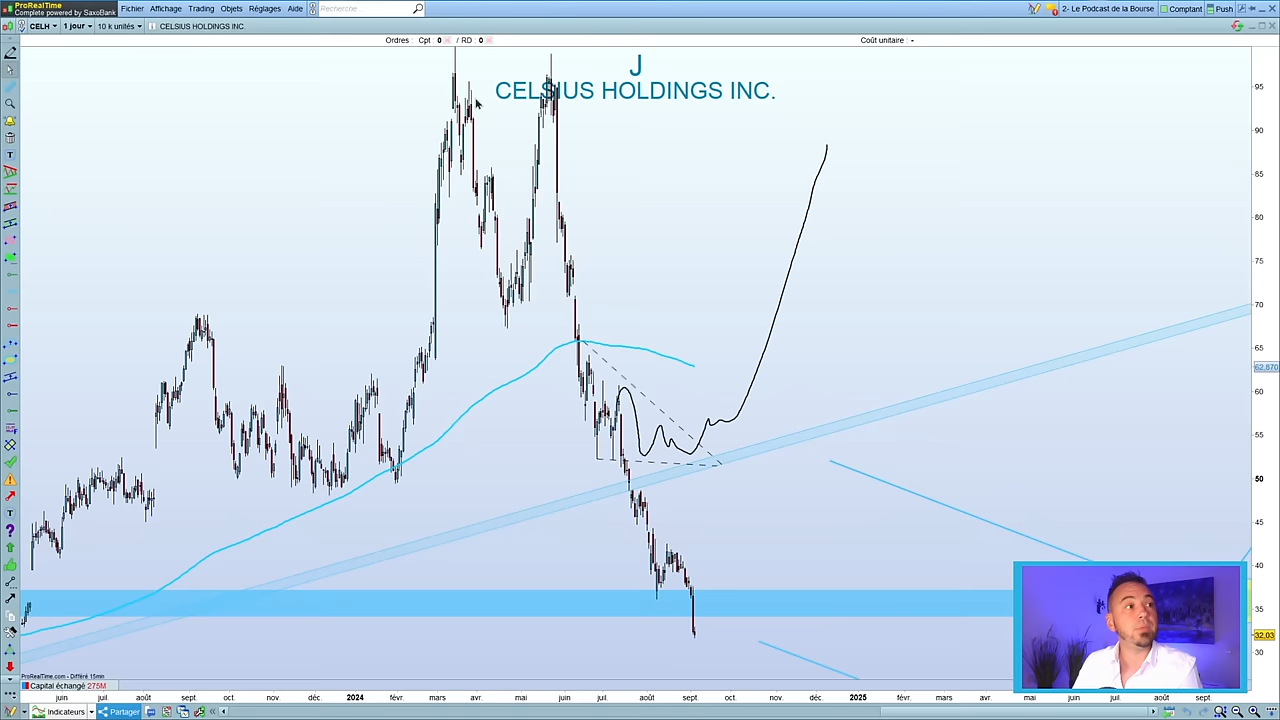 ProRealTime
Complete powered by SaxoBank
Fichier Affichage Trading Objets Réglages Aide
Recherche
2- Le Podcast de la Bourse
Comptant
Push
CELH
1 jour
10 k unités
CELSIUS HOLDINGS INC.
Ordres : Cpt 0 / RD : 0
Coût unitaire : -
J
CELSIUS HOLDINGS INC.
95
90
85
80
75
70
65
62,870
60
55
50
45
40
35
32.03
30
ProRealTime.com - Différé 15min
Capital échangé 275M
juin juil. août sept. oct. nov. déc. 2024 févr. mars avr. mai juin juil. août sept oct. nov. déc. 2025 févr. mars avr. mai juin juil. août sept.
Indicateurs
Partager